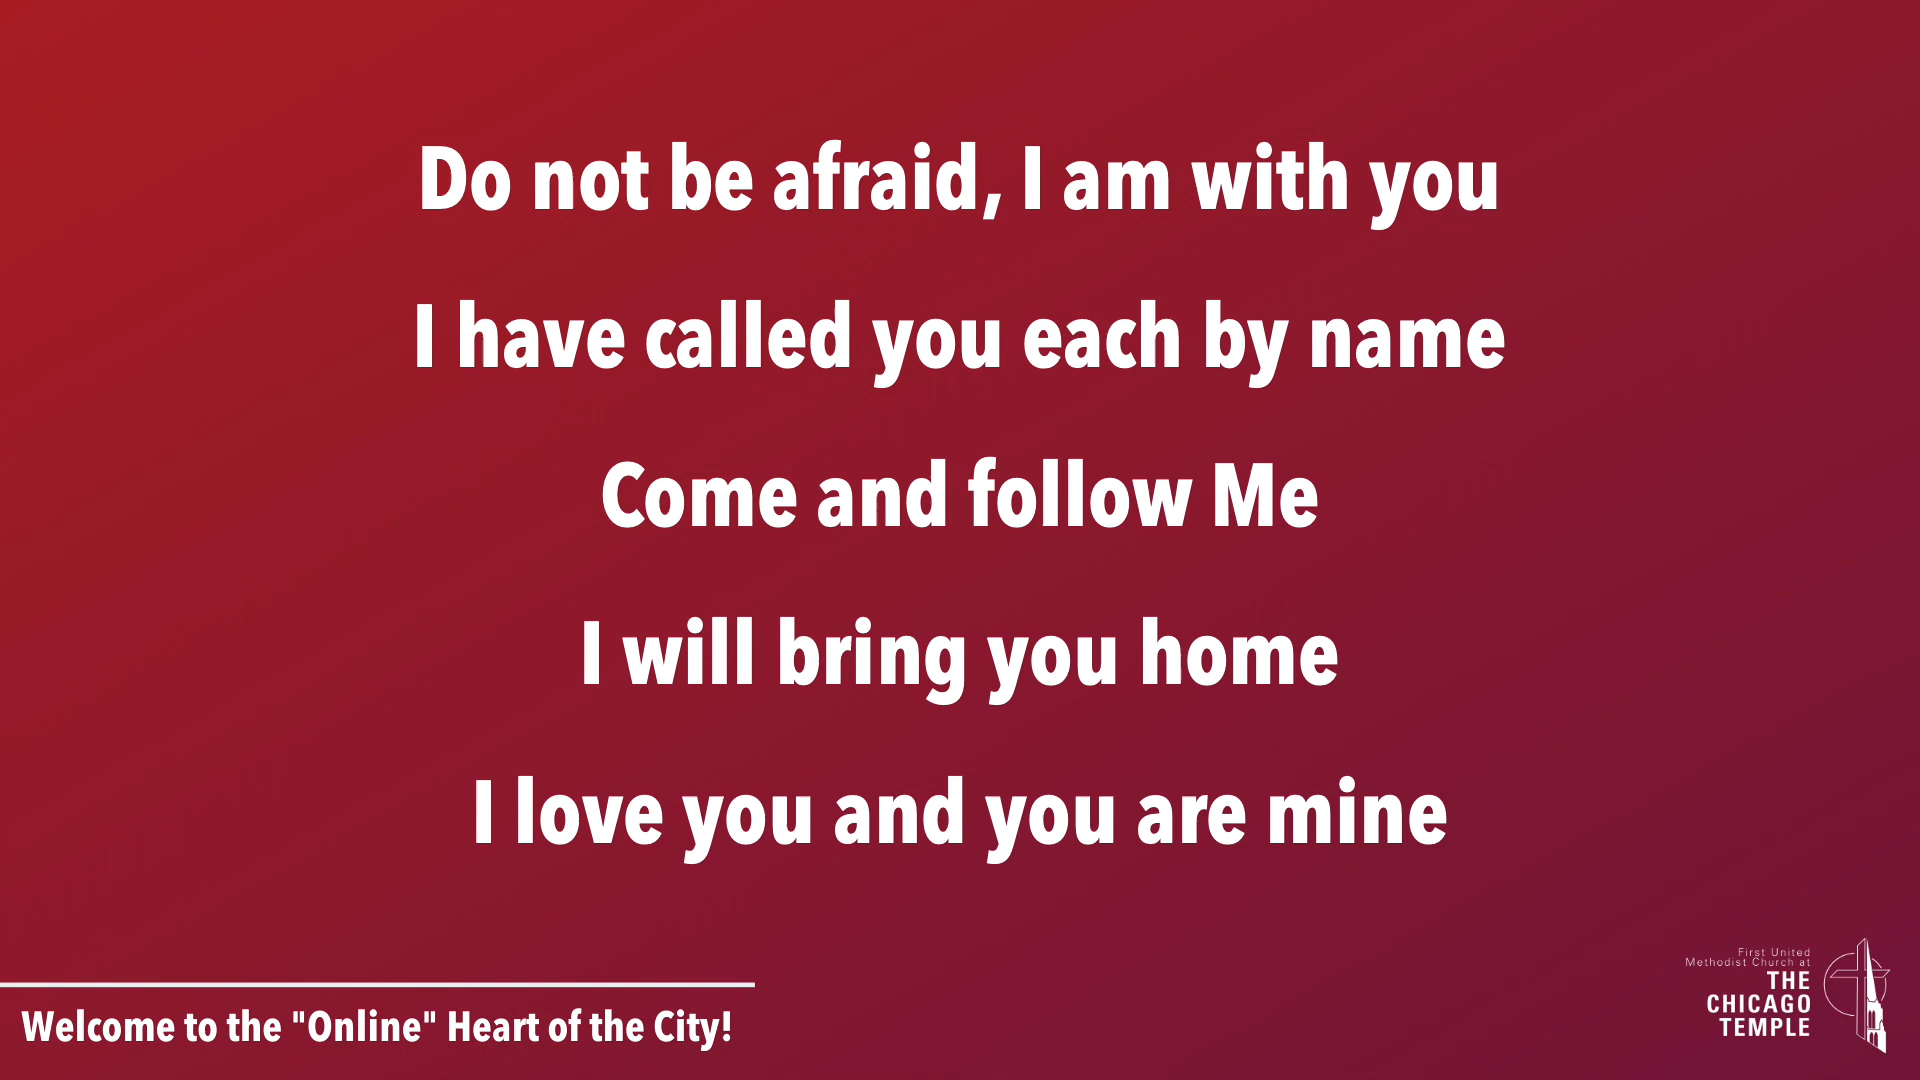 Do not be afraid, I am with you
I have called you each by name
Come and follow Me
I will bring you home
I love you and you are mine
Welcome to the "Online" Heart of the City!
First United
Methodist Church at
THE
CHICAGO
TEMPLE